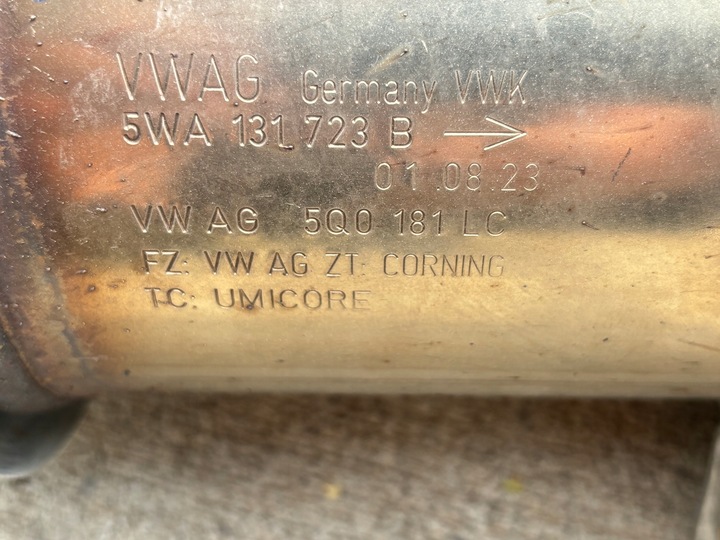 VWAG Germany VWK
5WA 131 723 B →
01.08.23
VW AG 5Q0 181 LC
FZ: VW AG ZT: CORNING
TC: UMICORE